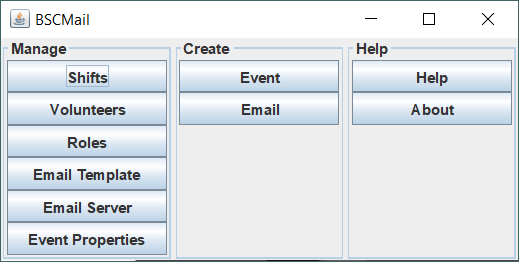 BSCMail
Manage
Shifts
Volunteers
Roles
Email Template
Email Server
Event Properties
Create
Event
Email
Help
Help
About